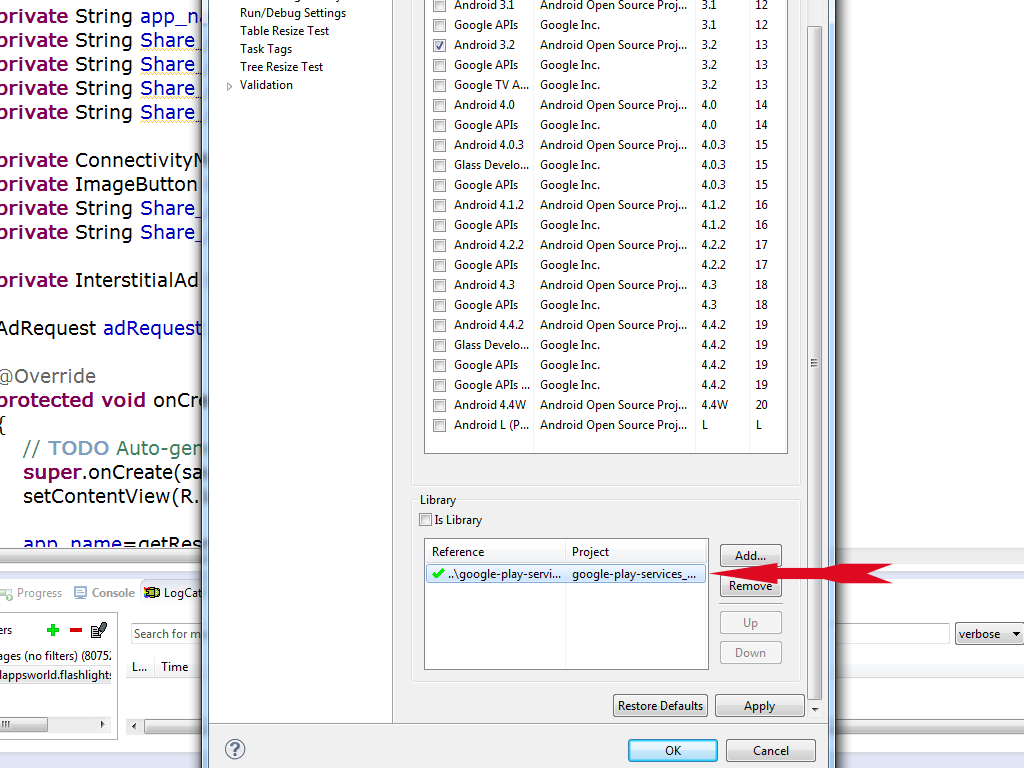 private String app_na
private String Share_
private String Share_
private String Share_
private String Share_
private ConnectivityM
private ImageButton
private String Share_
private String Share_
private InterstitialAd
AdRequest adRequest
@Override
protected void onCre
{
// TODO Auto-gen
super.onCreate(sa
setContentView(R.
app_name=getRes
Run/Debug Settings
Table Resize Test
Task Tags
Tree Resize Test
Validation
Android 3.1 Android Open Source Proj... 3.1 12
Google APIs Google Inc. 3.1 12
Android 3.2 Android Open Source Proj... 3.2 13
Google APIs Google Inc. 3.2 13
Google TV A... Google Inc. 3.2 13
Android 4.0 Android Open Source Proj... 4.0 14
Google APIs Google Inc. 4.0 14
Android 4.0.3 Android Open Source Proj... 4.0.3 15
Glass Develo... Google Inc. 4.0.3 15
Google APIs Google Inc. 4.0.3 15
Android 4.1.2 Android Open Source Proj... 4.1.2 16
Google APIs Google Inc. 4.1.2 16
Android 4.2.2 Android Open Source Proj... 4.2.2 17
Google APIs Google Inc. 4.2.2 17
Android 4.3 Android Open Source Proj... 4.3 18
Google APIs Google Inc. 4.3 18
Android 4.4.2 Android Open Source Proj... 4.4.2 19
Glass Develo... Google Inc. 4.4.2 19
Google APIs Google Inc. 4.4.2 19
Google APIs ... Google Inc. 4.4.2 19
Android 4.4W Android Open Source Proj... 4.4W 20
Android L (P... Android Open Source Proj... L L
Library
Is Library
Reference Project
..\google-play-servi... google-play-services_...
Add...
Remove
Up
Down
Restore Defaults Apply
OK Cancel
Progress Console LogCat
ers
Search for m
verbose
ages (no filters) (80752
lappsworld.flashlights
L... Time